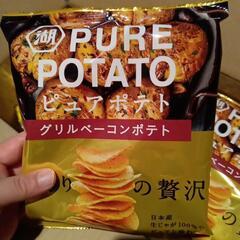 湖
PURE
POTATO
ピュアポテト
グリルベーコンポテト
り
の贅沢
日本産
生じゃが100%